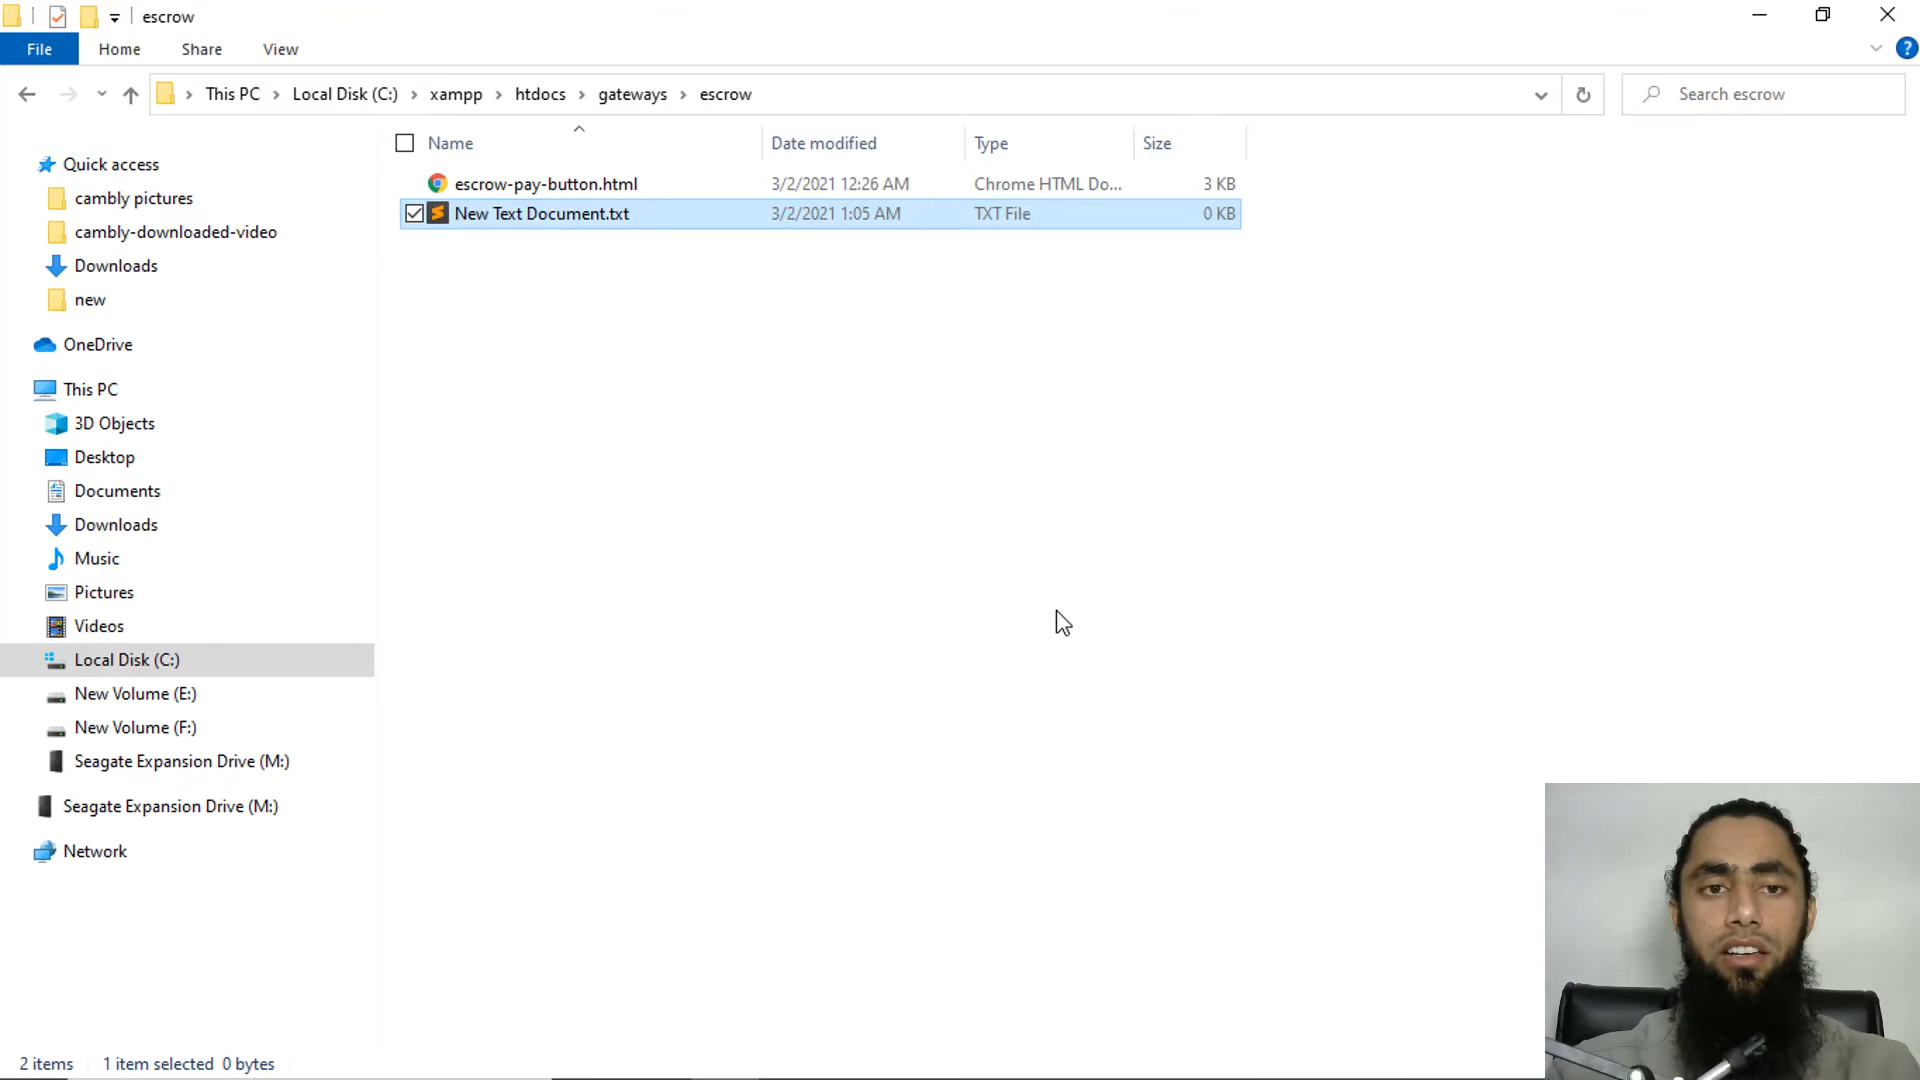 escrow
File Home Share View
This PC Local Disk (C:) xampp htdocs gateways escrow Search escrow
Name Date modified Type Size
escrow-pay-button.html 3/2/2021 12:26 AM Chrome HTML Do... 3 KB
New Text Document.txt 3/2/2021 1:05 AM TXT File 0 KB
Quick access
cambly pictures
cambly-downloaded-video
Downloads
new
OneDrive
This PC
3D Objects
Desktop
Documents
Downloads
Music
Pictures
Videos
Local Disk (C:)
New Volume (E:)
New Volume (F:)
Seagate Expansion Drive (M:)
Seagate Expansion Drive (M:)
Network
2 items 1 item selected 0 bytes